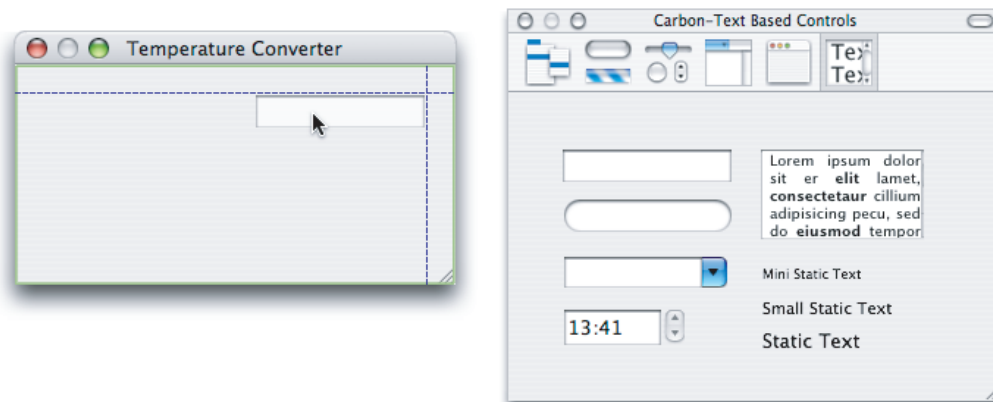 Temperature Converter
Carbon-Text Based Controls
Tex
Tex
Lorem ipsum dolor
sit er elit lamet,
consectetaur cillium
adipisicing pecu, sed
do eiusmod tempor
Mini Static Text
Small Static Text
13:41
Static Text